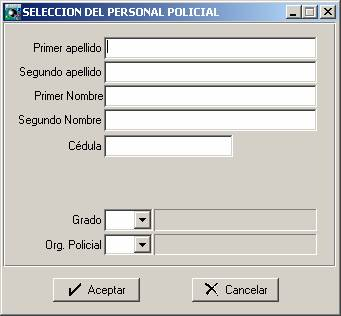 SELECCION DEL PERSONAL POLICIAL
Primer apellido
Segundo apellido
Primer Nombre
Segundo Nombre
Cédula
Grado
Org. Policial
Aceptar
Cancelar